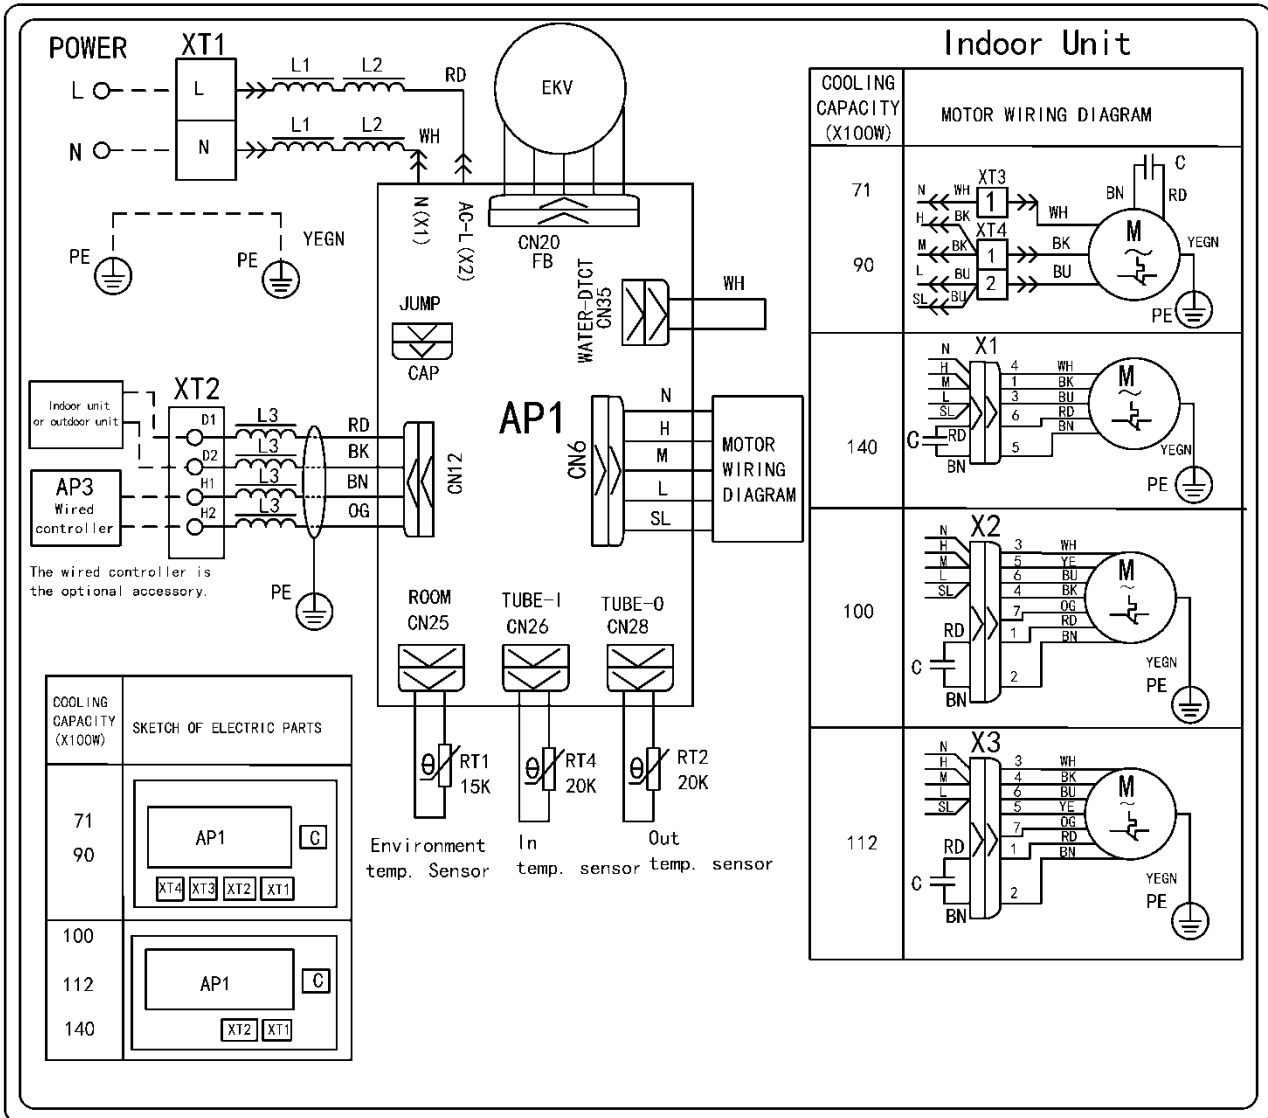 Indoor Unit
POWER
XT1
L
L
L1
L2
RD
N
N
L1
L2
WH
PE
PE
YEGN
EKV
N(X1)
AC-L(X2)
CN20
FB
JUMP
CAP
WATER-DTCT
CN35
WH
AP1
Indoor unit
or outdoor unit
AP3
Wired
controller
The wired controller is
the optional accessory.
XT2
D1
D2
H1
H2
L3
L3
L3
L3
RD
BK
BN
OG
CN12
PE
CN6
N
H
M
L
SL
MOTOR
WIRING
DIAGRAM
ROOM
CN25
TUBE-I
CN26
TUBE-O
CN28
θ
RT1
15K
θ
RT4
20K
θ
RT2
20K
Environment
temp. Sensor
In
temp. sensor
Out
temp. sensor
COOLING
CAPACITY
(X100W)
SKETCH OF ELECTRIC PARTS
71
90
AP1
C
XT4
XT3
XT2
XT1
100
112
140
AP1
C
XT2
XT1
COOLING
CAPACITY
(X100W)
MOTOR WIRING DIAGRAM
71
90
N
WH
XT3
1
WH
H
BK
XT4
M
BK
1
BK
L
BU
2
BU
SL
BU
BN
C
RD
M
~
YEGN
PE
140
X1
N
H
M
L
SL
4
WH
1
BK
3
BU
6
RD
BN
5
C
RD
BN
M
~
YEGN
PE
100
X2
N
H
M
L
SL
3
WH
5
YE
6
BU
4
BK
7
OG
1
RD
BN
2
RD
C
BN
M
~
YEGN
PE
112
X3
N
H
M
L
SL
3
WH
4
BK
6
BU
5
YE
7
OG
1
RD
BN
2
RD
C
BN
M
~
YEGN
PE